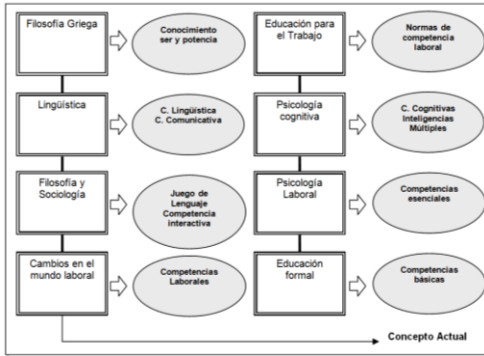 Filosofía Griega
Conocimiento
ser y potencia
Lingüística
C. Lingüística
C. Comunicativa
Filosofía y
Sociología
Juego de
Lenguaje
Competencia
interactiva
Cambios en el
mundo laboral
Competencias
Laborales
Educación para
el Trabajo
Normas de
competencia
laboral
Psicología
cognitiva
C. Cognitivas
Inteligencias
Múltiples
Psicología
Laboral
Competencias
esenciales
Educación
formal
Competencias
básicas
Concepto Actual